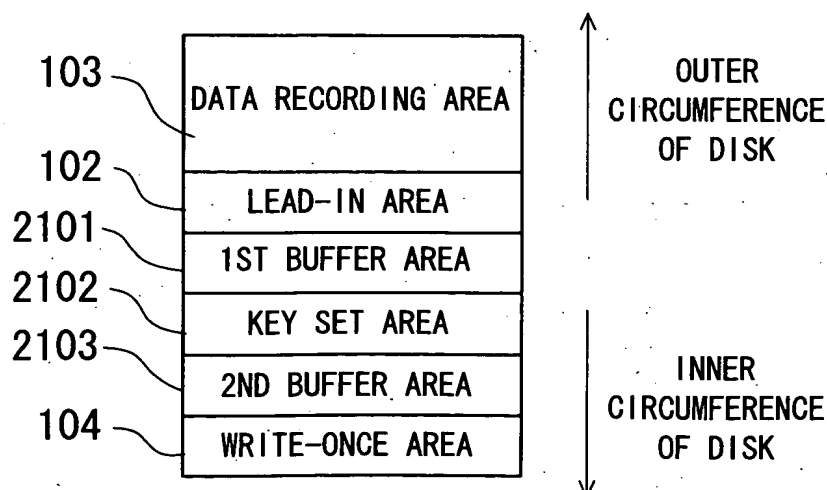 103
DATA RECORDING AREA
OUTER
CIRCUMFERENCE
OF DISK
102
LEAD-IN AREA
2101
1ST BUFFER AREA
2102
KEY SET AREA
2103
2ND BUFFER AREA
INNER
CIRCUMFERENCE
OF DISK
104
WRITE-ONCE AREA